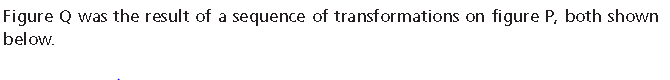 Figure Q was the result of a sequence of transformations on figure P, both shown
below.